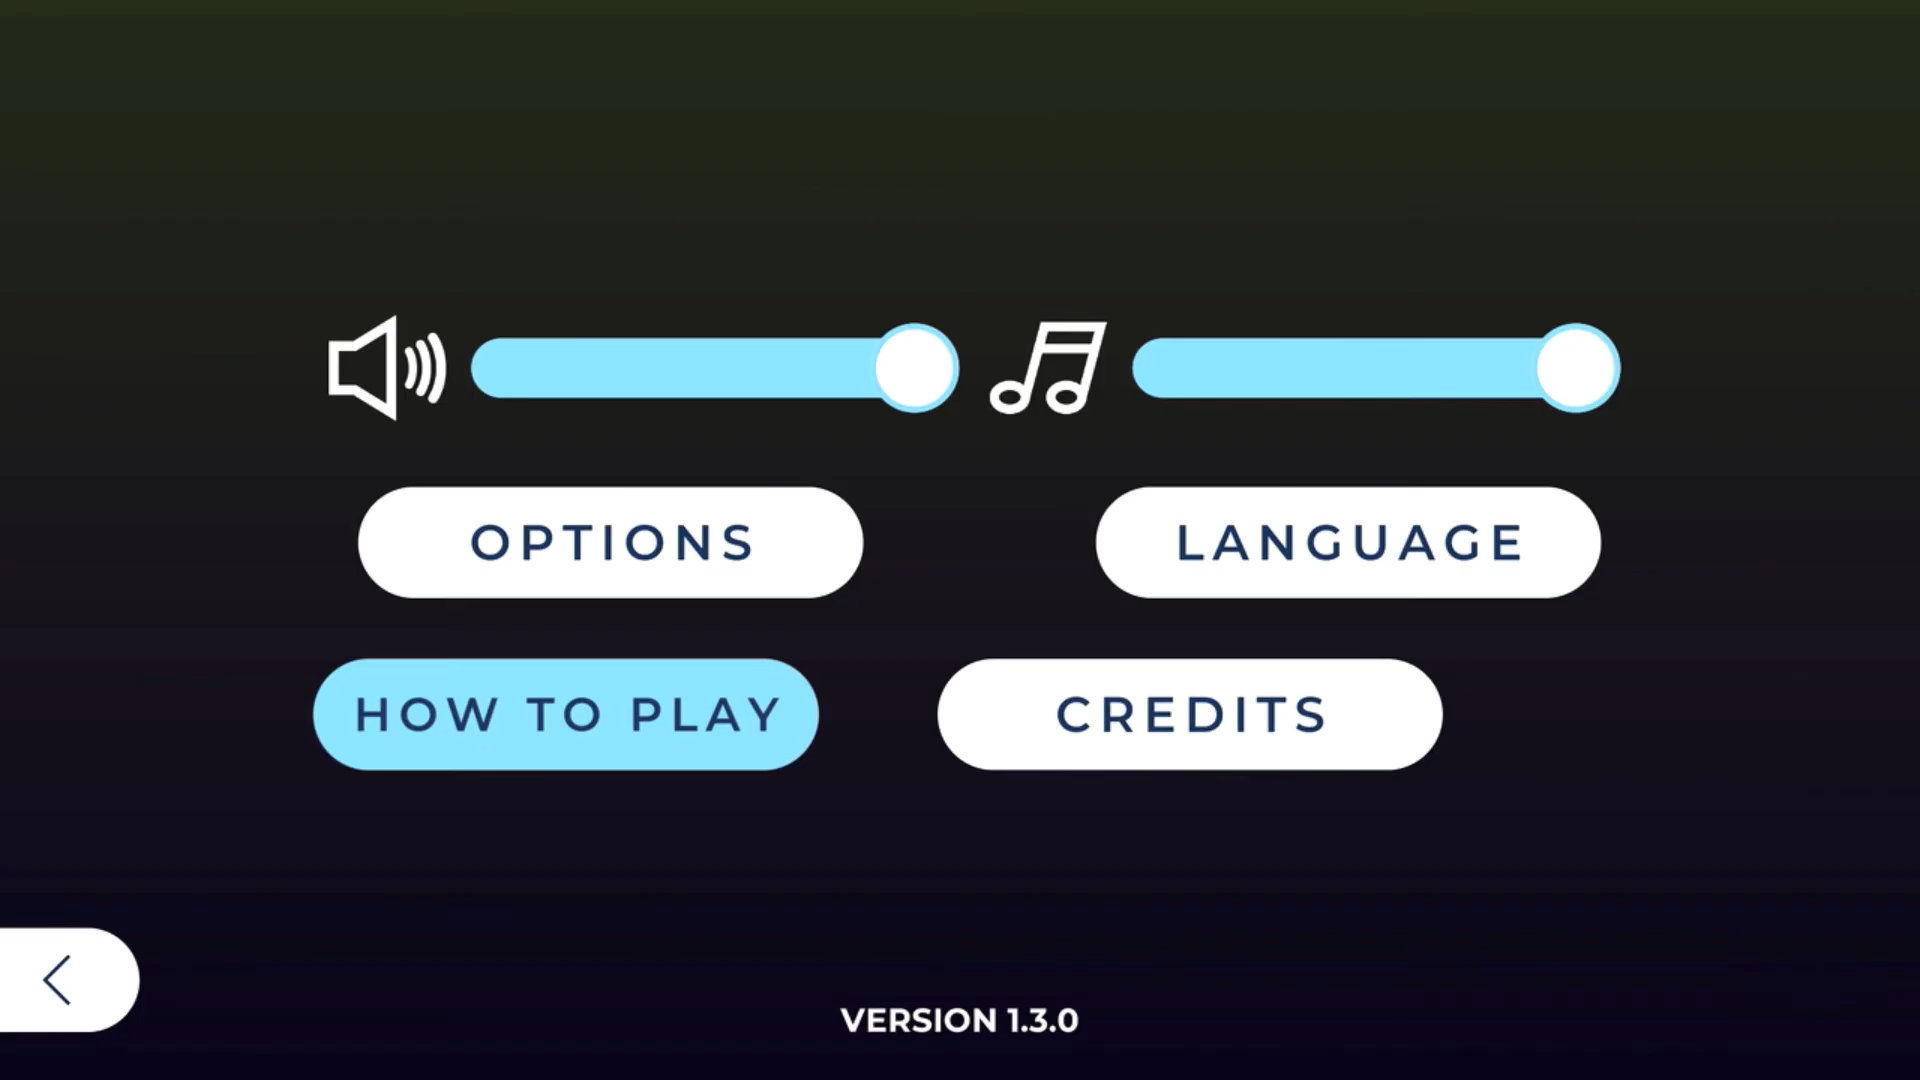 OPTIONS
LANGUAGE
HOW TO PLAY
CREDITS
VERSION 1.3.0